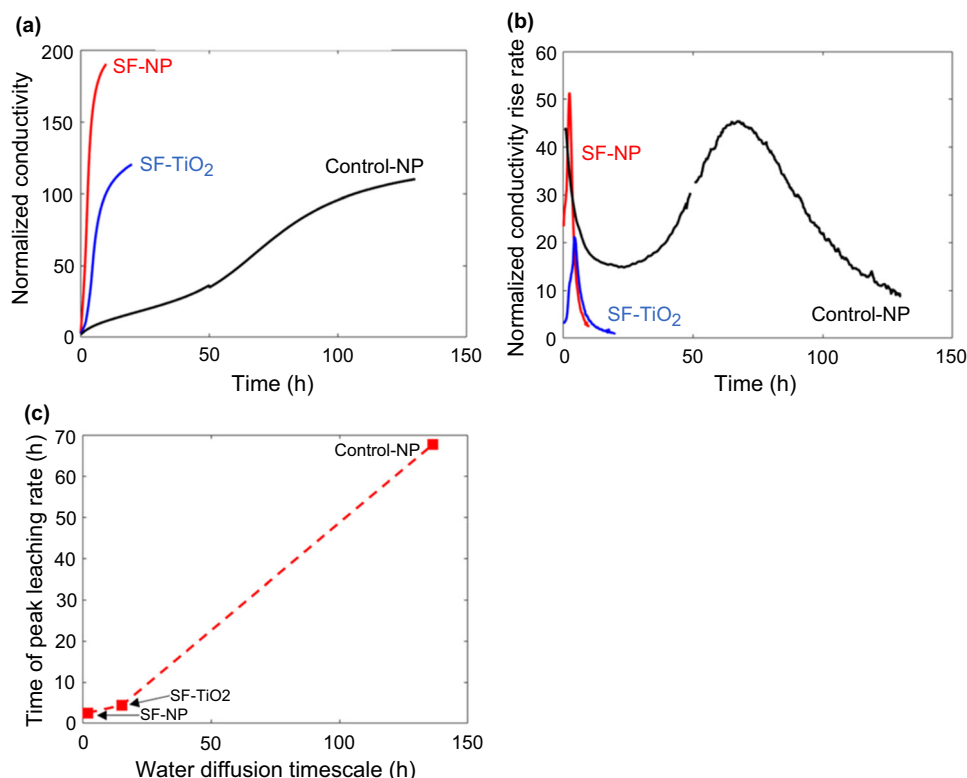 (a)
200
150
100
50
0
0 50 100 150
Normalized conductivity
Time (h)
SF-NP
SF-TiO₂
Control-NP
(b)
60
50
40
30
20
10
0
0 50 100 150
Normalized conductivity rise rate
Time (h)
SF-NP
SF-TiO₂
Control-NP
(c)
70
60
50
40
30
20
10
0
0 50 100 150
Time of peak leaching rate (h)
Water diffusion timescale (h)
Control-NP
SF-TiO2
SF-NP